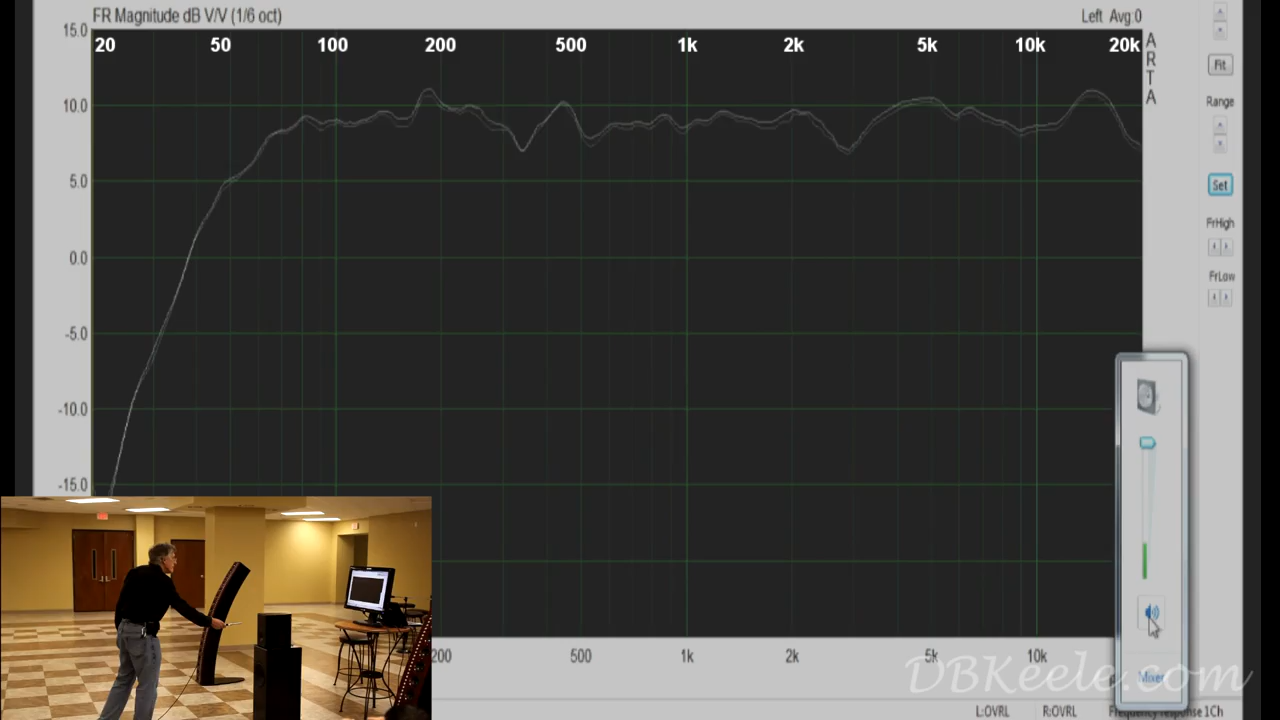 FR Magnitude dB V/V (1/6 oct)
Left Avg:0
15.0
20 50 100 200 500 1k 2k 5k 10k 20k
A
R
T
A
Fit
Range
10.0
5.0
Set
FrHigh
0.0
FrLow
-5.0
-10.0
-15.0
200 500 1k 2k 5k 10k
DBKeele.com
Mixer
L:OVRL R:OVRL Frequency response 1Ch